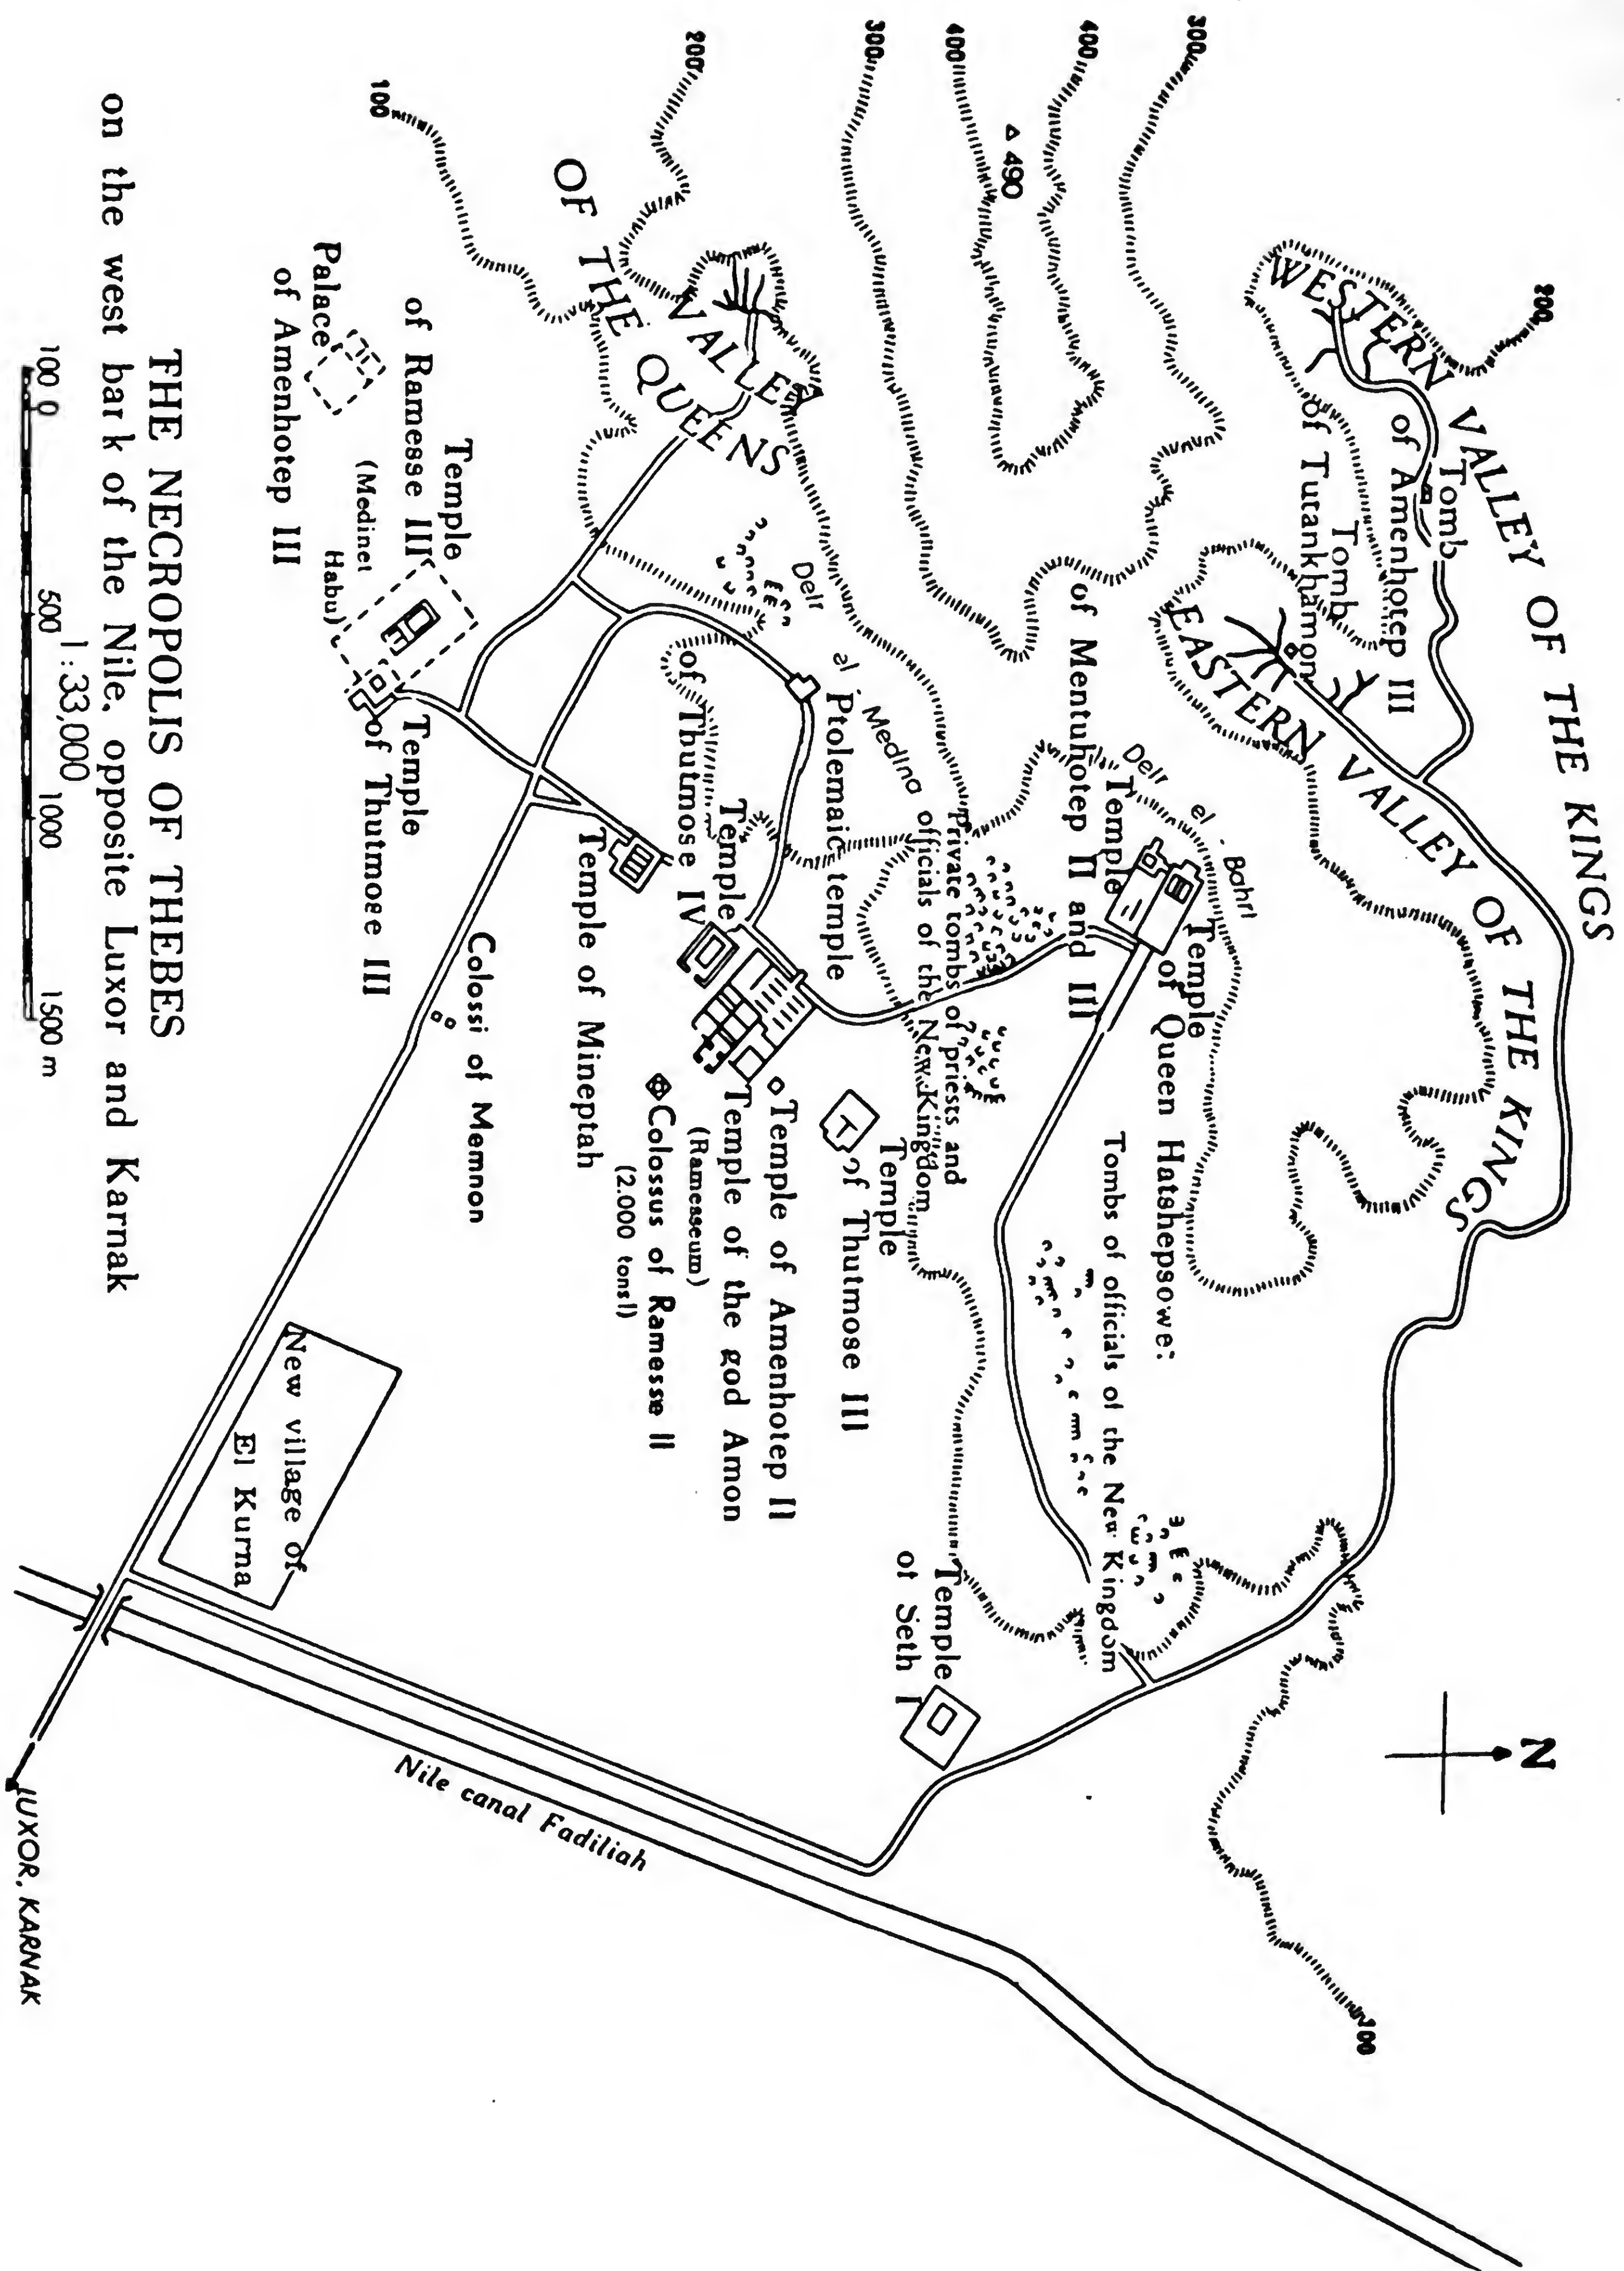 WESTERN VALLEY OF THE KINGS
EASTERN VALLEY OF THE KINGS
Tomb
of Amenhotep III
Tomb
of Tutankhamon
200
300
400
400
300
200
100
△ 490
100
N
Deir el-Bahri
Temple
of Queen Hatshepsowe:
Temple
of Mentuhotep II and III
Tombs of officials of the New Kingdom
Private tombs of priests and
officials of the New Kingdom
Temple
of Seth I
Temple
of Thutmose III
Deir el Medina
Ptolemaic temple
Temple of Amenhotep II
Temple of the god Amon
(Ramesseum)
Colossus of Ramesse II
(2.000 tons!)
Temple
of Thutmose IV
Temple of Mineptah
VALLEY
OF THE QUEENS
Colossi of Memnon
Temple
of Ramesse III
(Medinet
Habu)
Temple
of Thutmose III
Palace
of Amenhotep III
New village of
El Kurna
Nile canal Fadiliah
LUXOR, KARNAK
THE NECROPOLIS OF THEBES
on the west bark of the Nile, opposite Luxor and Karnak
1:33,000
100 0 500 1000 1500 m